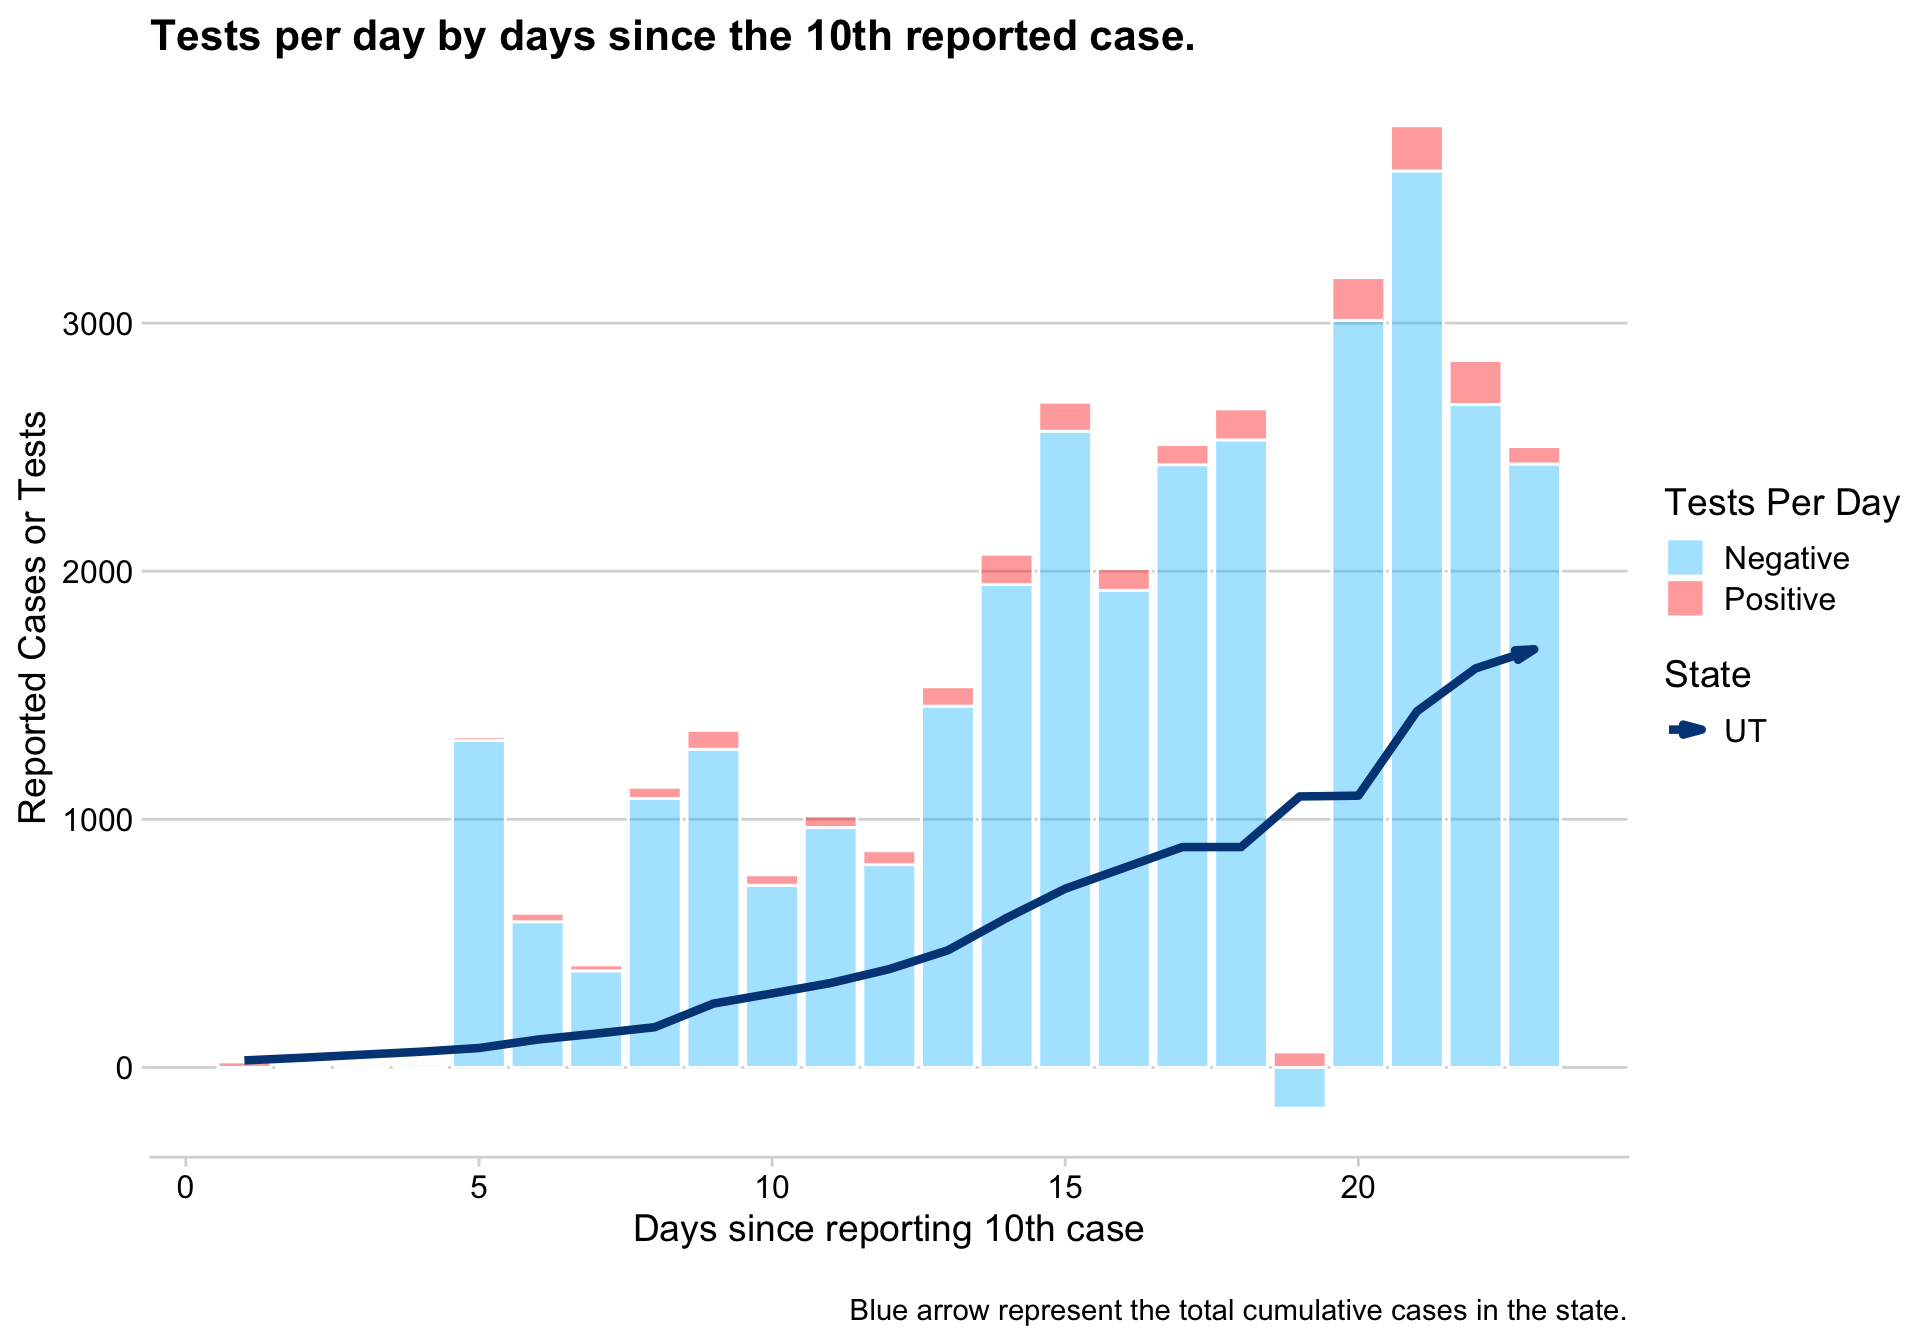 Tests per day by days since the 10th reported case.
Reported Cases or Tests
3000
2000
1000
0
0 5 10 15 20
Days since reporting 10th case
Tests Per Day
Negative
Positive
State
UT
Blue arrow represent the total cumulative cases in the state.